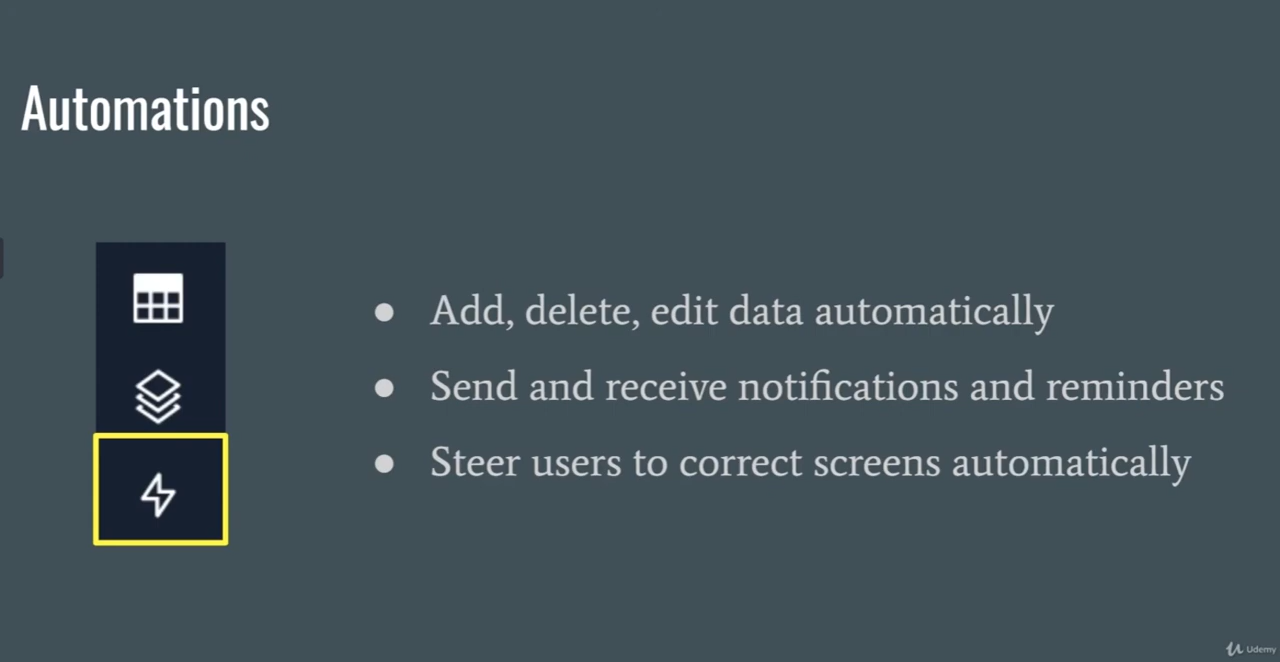 Automations
● Add, delete, edit data automatically
● Send and receive notifications and reminders
● Steer users to correct screens automatically
Udemy